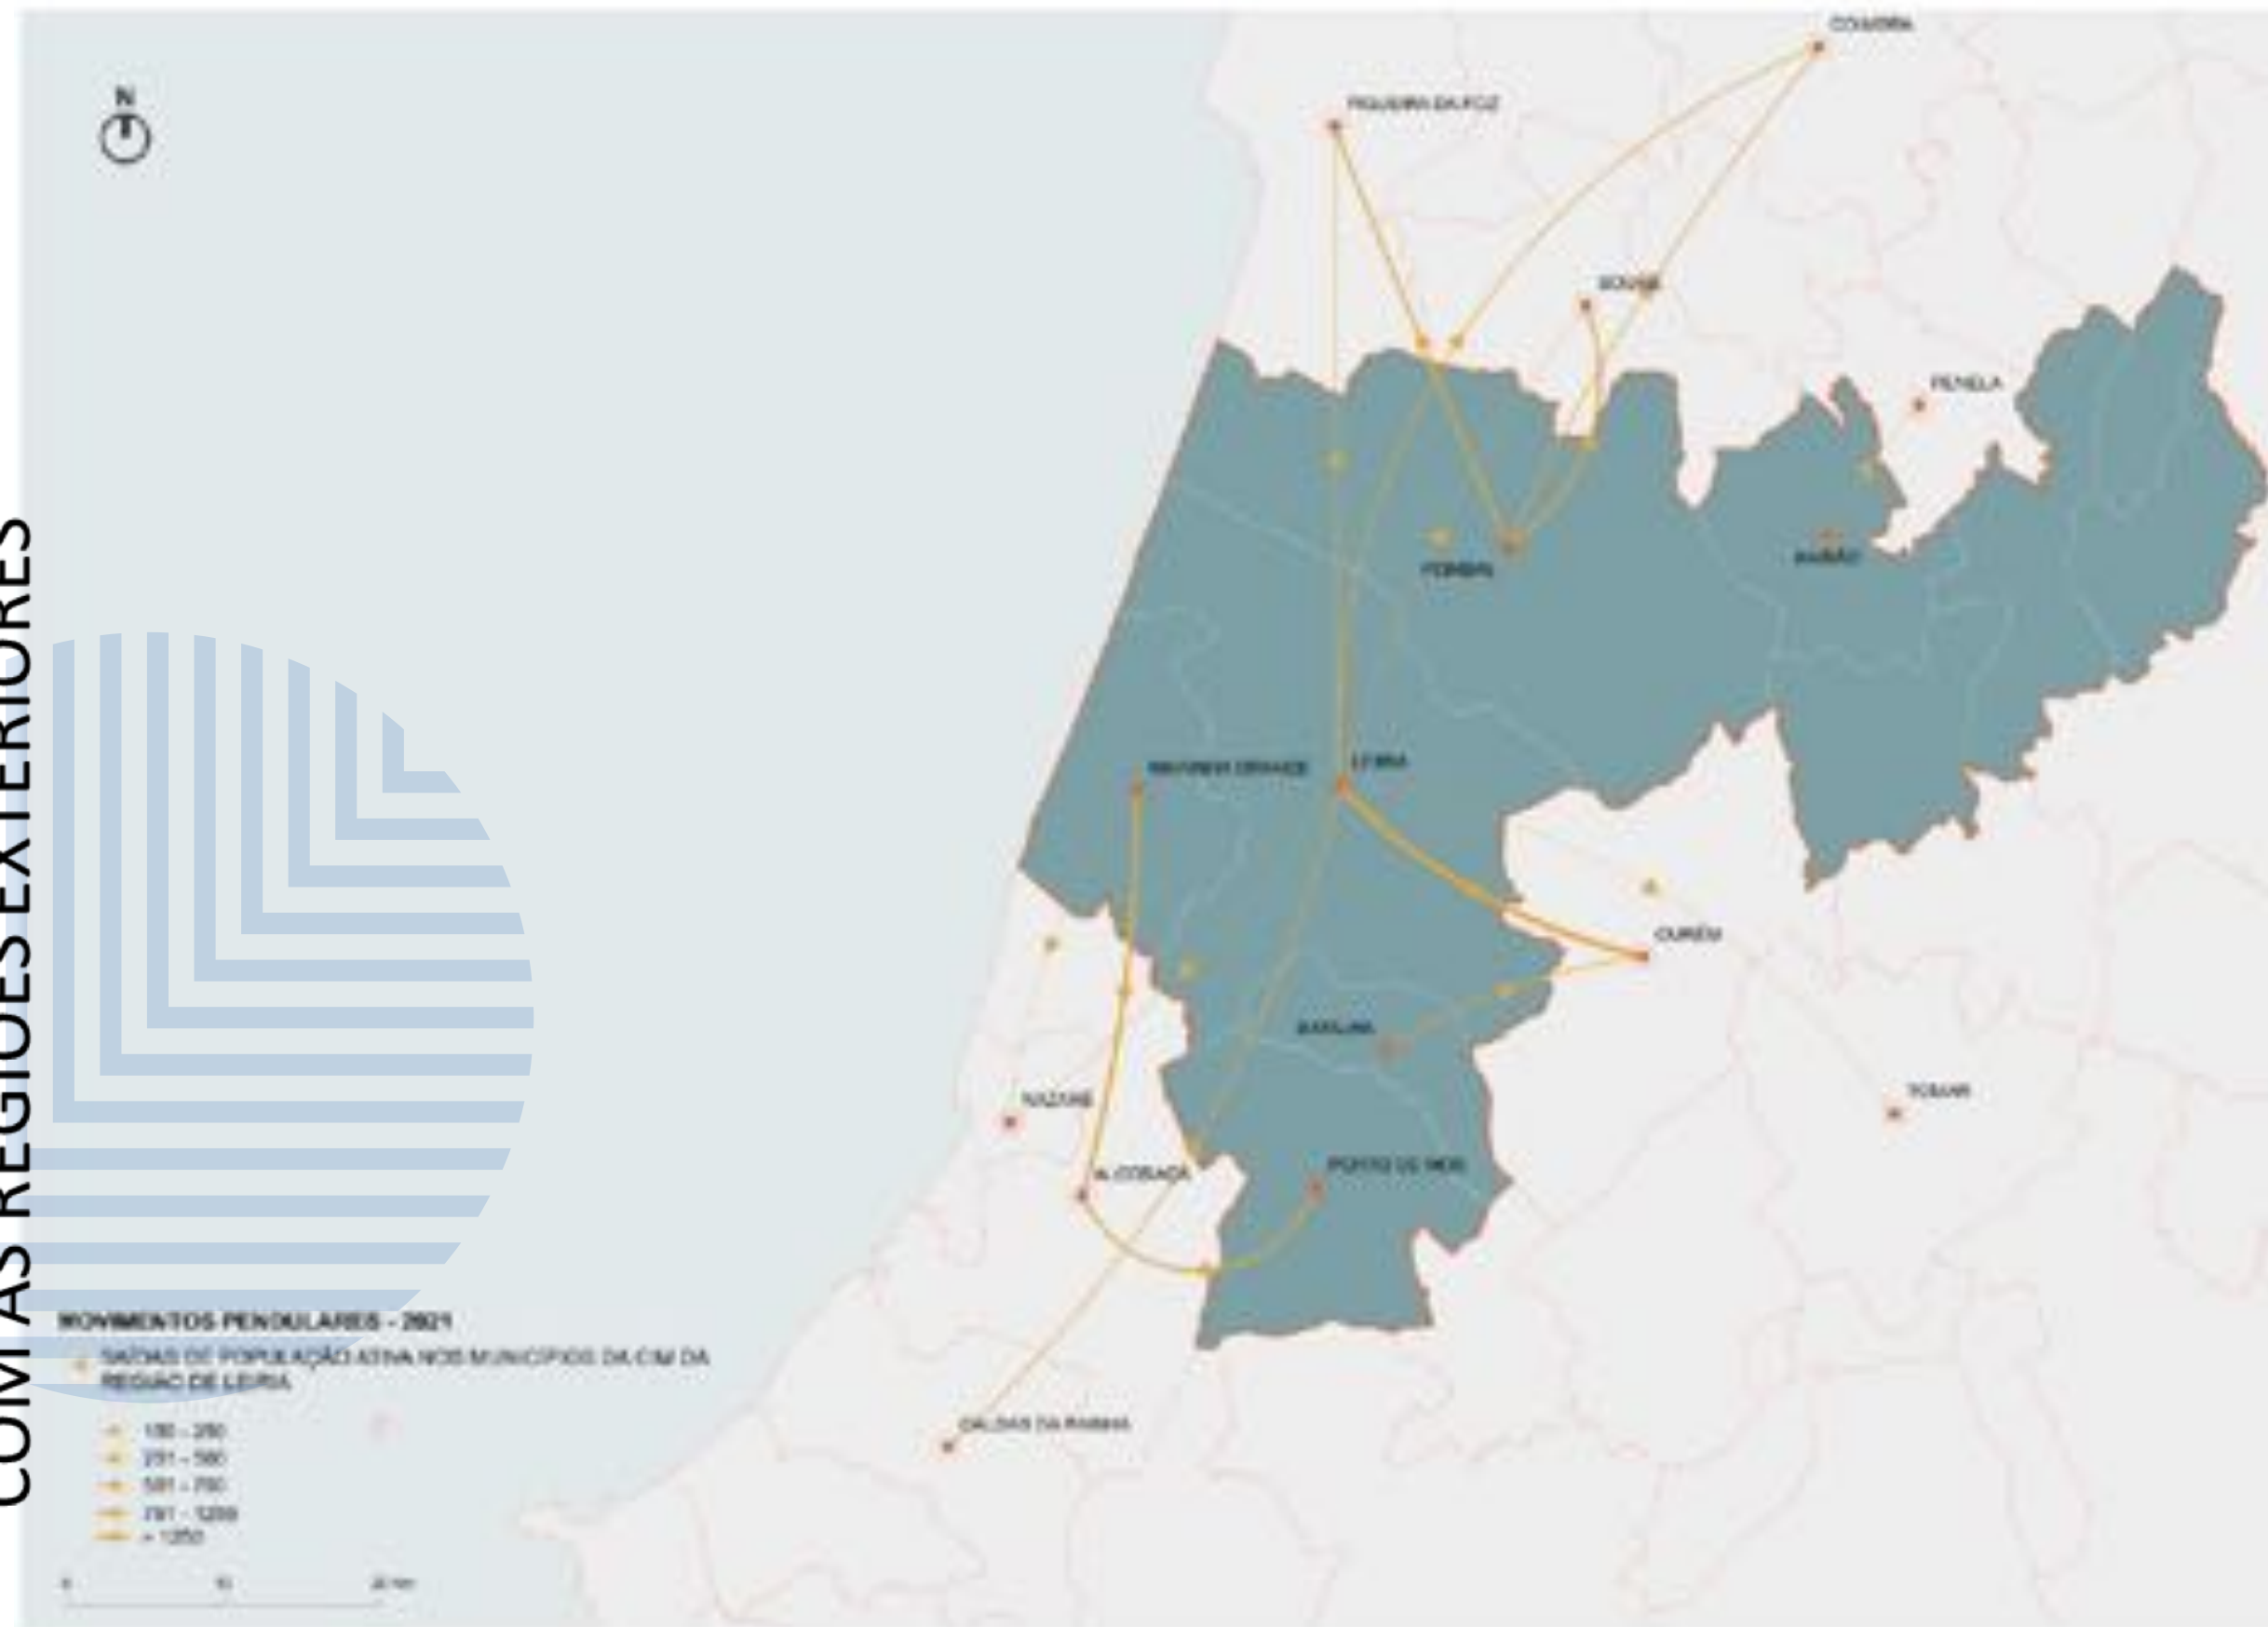 COM AS REGIÕES EXTERIORES
N
COIMBRA
FIGUEIRA DA FOZ
SOURE
PENELA
POMBAL
ANSIÃO
MARINHA GRANDE
LEIRIA
OURÉM
BATALHA
NAZARÉ
TOMAR
ALCOBAÇA
PORTO DE MÓS
CALDAS DA RAINHA
MOVIMENTOS PENDULARES - 2021
SAÍDAS DE POPULAÇÃO ATIVA NOS MUNICÍPIOS DA CIM DA
REGIÃO DE LEIRIA